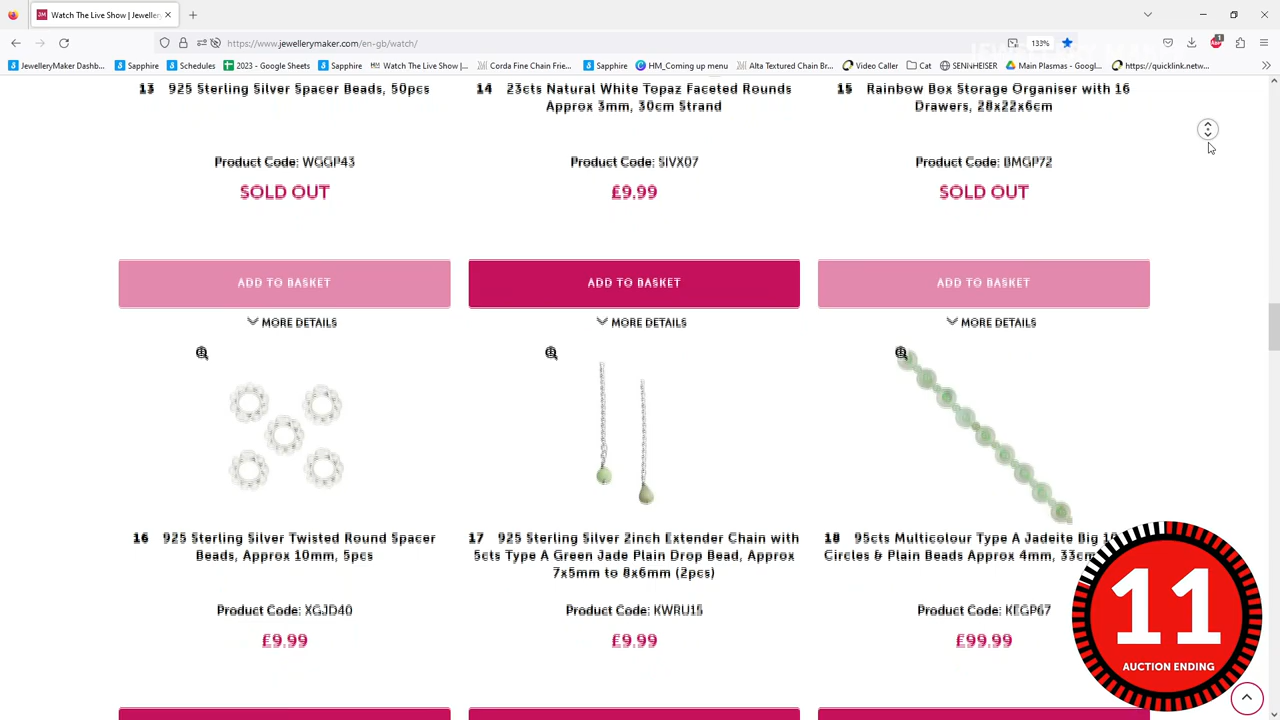 Watch The Live Show | Jeweller
https://www.jewellerymaker.com/en-gb/watch/
133%
1
JewelleryMaker Dashb...
Sapphire
Schedules
2023 - Google Sheets
Sapphire
Watch The Live Show |...
Corda Fine Chain Frie...
Sapphire
HM_Coming up menu
Alta Textured Chain Br...
Video Caller
Cat
SENNHEISER
Main Plasmas - Googl...
https://quicklink.netw...
13 925 Sterling Silver Spacer Beads, 50pcs
Product Code: WGGP43
SOLD OUT
ADD TO BASKET
MORE DETAILS
14 23cts Natural White Topaz Faceted Rounds
Approx 3mm, 30cm Strand
Product Code: SIVX07
£9.99
ADD TO BASKET
MORE DETAILS
15 Rainbow Box Storage Organiser with 16
Drawers, 28x22x6cm
Product Code: BMGP72
SOLD OUT
ADD TO BASKET
MORE DETAILS
16 925 Sterling Silver Twisted Round Spacer
Beads, Approx 10mm, 5pcs
Product Code: XGJD40
£9.99
17 925 Sterling Silver 2inch Extender Chain with
5cts Type A Green Jade Plain Drop Bead, Approx
7x5mm to 8x6mm (2pcs)
Product Code: KWRU15
£9.99
18 95cts Multicolour Type A Jadeite Big
Circles & Plain Beads Approx 4mm,
Product Code: KEGP67
£99.99
11
AUCTION ENDING